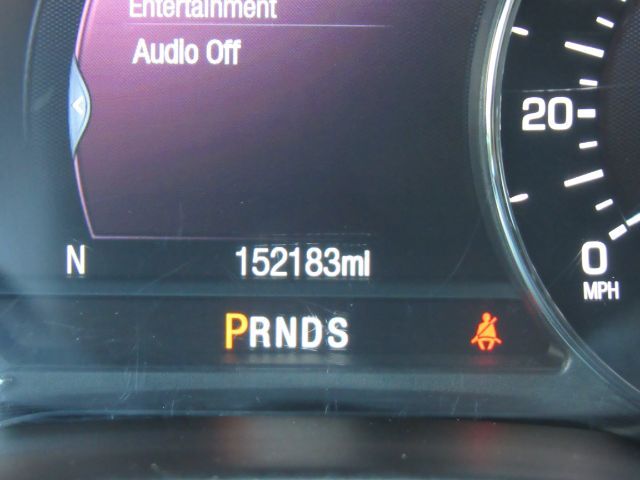 Entertainment
Audio Off
20
N 152183mi
0
MPH
PRNDS